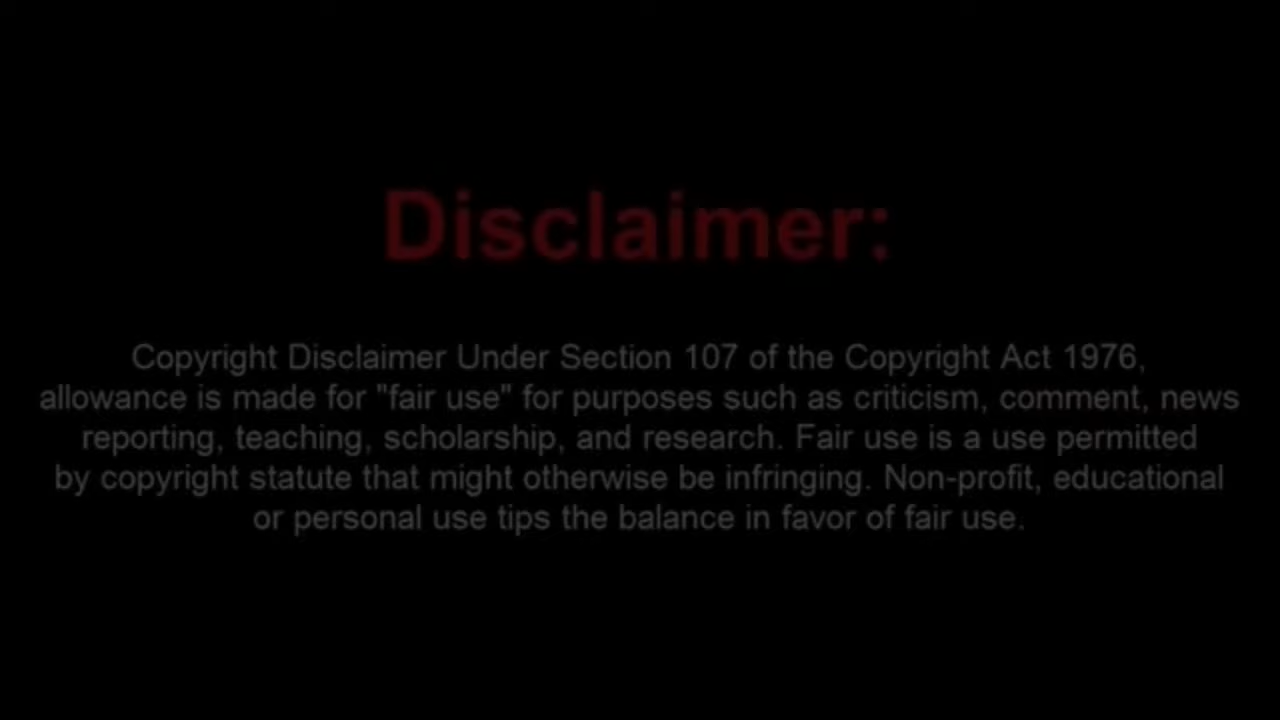 Disclaimer:
Copyright Disclaimer Under Section 107 of the Copyright Act 1976,
allowance is made for "fair use" for purposes such as criticism, comment, news
reporting, teaching, scholarship, and research. Fair use is a use permitted
by copyright statute that might otherwise be infringing. Non-profit, educational
or personal use tips the balance in favor of fair use.